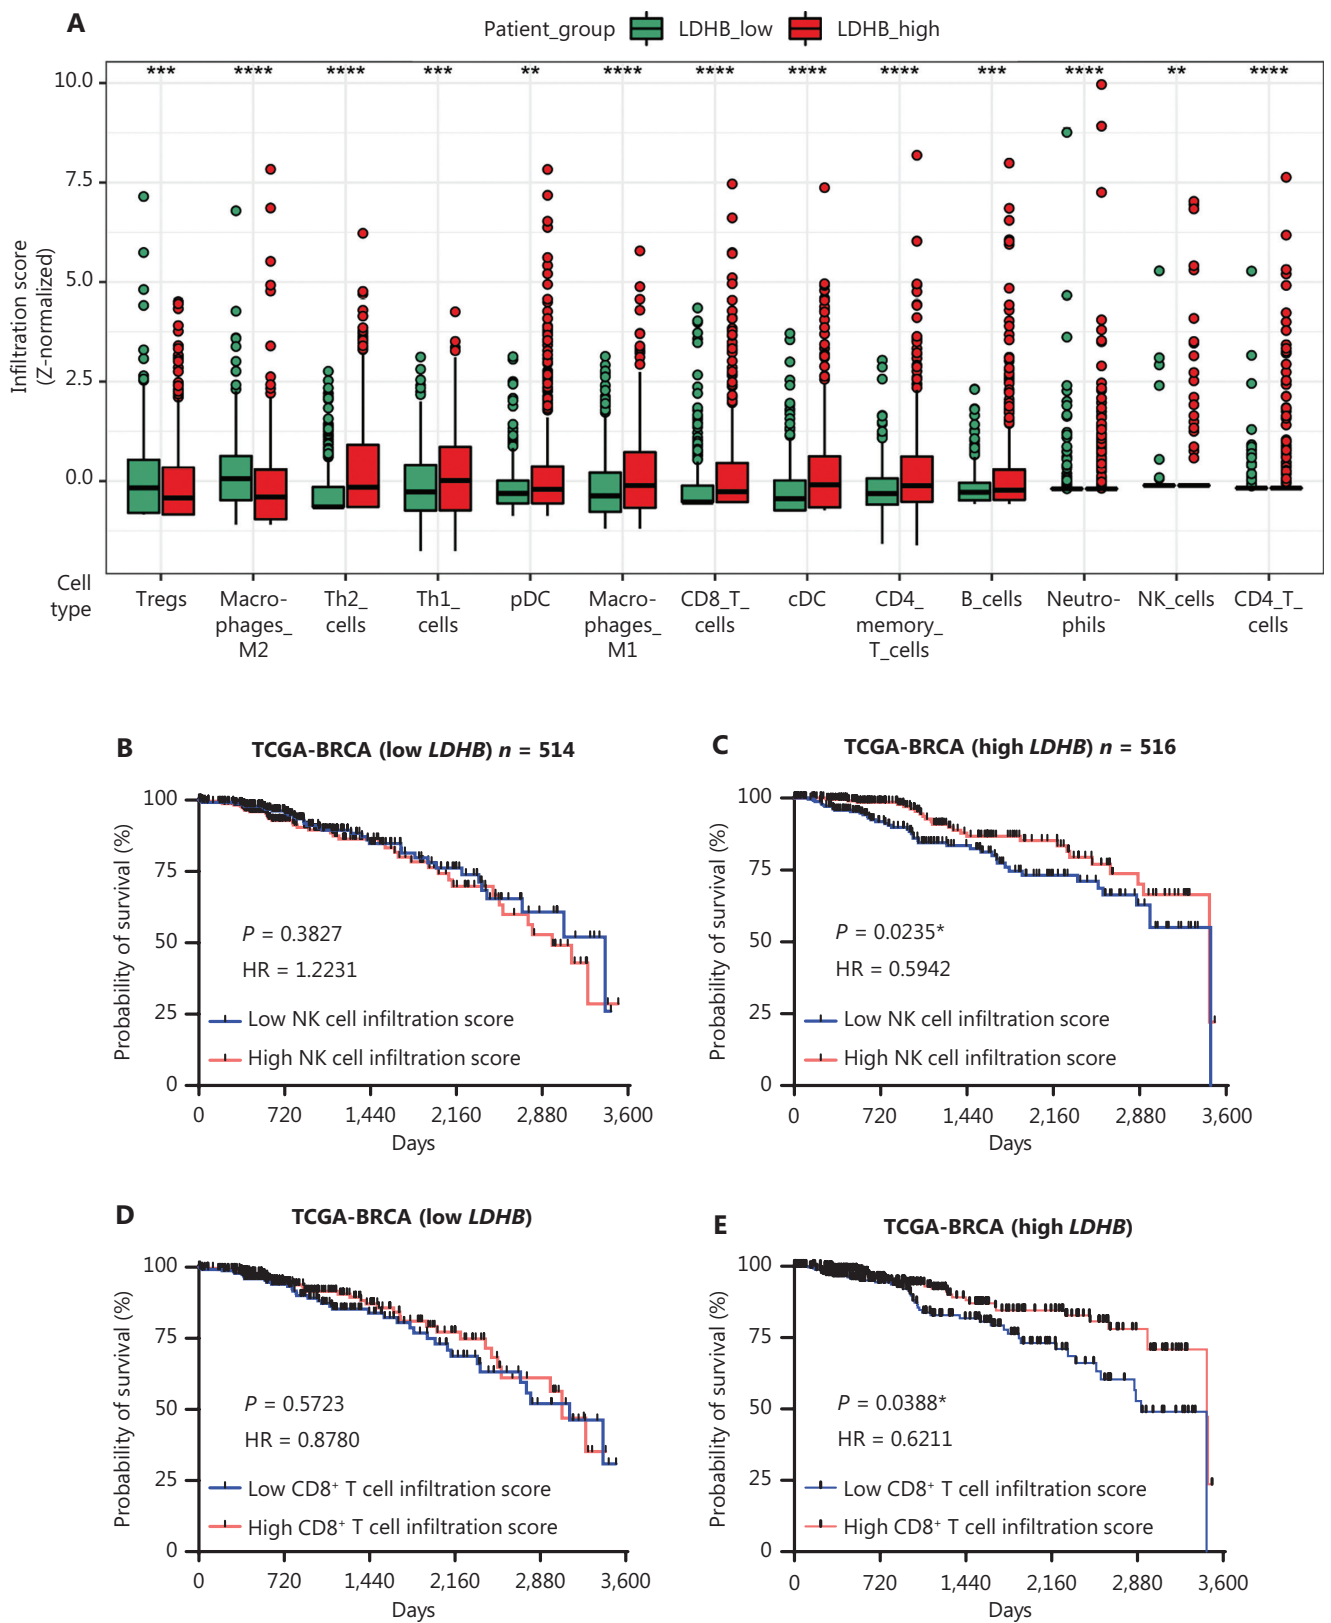 A
Patient_group LDHB_low LDHB_high
*** **** **** *** ** **** **** **** **** *** **** ** ****
10.0
7.5
5.0
2.5
0.0
Infiltration score
(Z-normalized)
Cell
type
Tregs
Macro-
phages_
M2
Th2_
cells
Th1_
cells
pDC
Macro-
phages_
M1
CD8_T_
cells
cDC
CD4_
memory_
T_cells
B_cells
Neutro-
phils
NK_cells
CD4_T_
cells
B
TCGA-BRCA (low LDHB) n = 514
Probability of survival (%)
100
75
50
25
0
P = 0.3827
HR = 1.2231
Low NK cell infiltration score
High NK cell infiltration score
0 720 1,440 2,160 2,880 3,600
Days
C
TCGA-BRCA (high LDHB) n = 516
Probability of survival (%)
100
75
50
25
0
P = 0.0235*
HR = 0.5942
Low NK cell infiltration score
High NK cell infiltration score
0 720 1,440 2,160 2,880 3,600
Days
D
TCGA-BRCA (low LDHB)
Probability of survival (%)
100
75
50
25
0
P = 0.5723
HR = 0.8780
Low CD8⁺ T cell infiltration score
High CD8⁺ T cell infiltration score
0 720 1,440 2,160 2,880 3,600
Days
E
TCGA-BRCA (high LDHB)
Probability of survival (%)
100
75
50
25
0
P = 0.0388*
HR = 0.6211
Low CD8⁺ T cell infiltration score
High CD8⁺ T cell infiltration score
0 720 1,440 2,160 2,880 3,600
Days